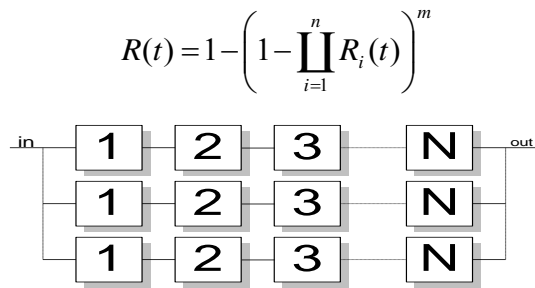 R(t) = 1 − (1 − ∐_{i=1}^{n} R_i(t))^m
in 1 2 3 N out
1 2 3 N
1 2 3 N